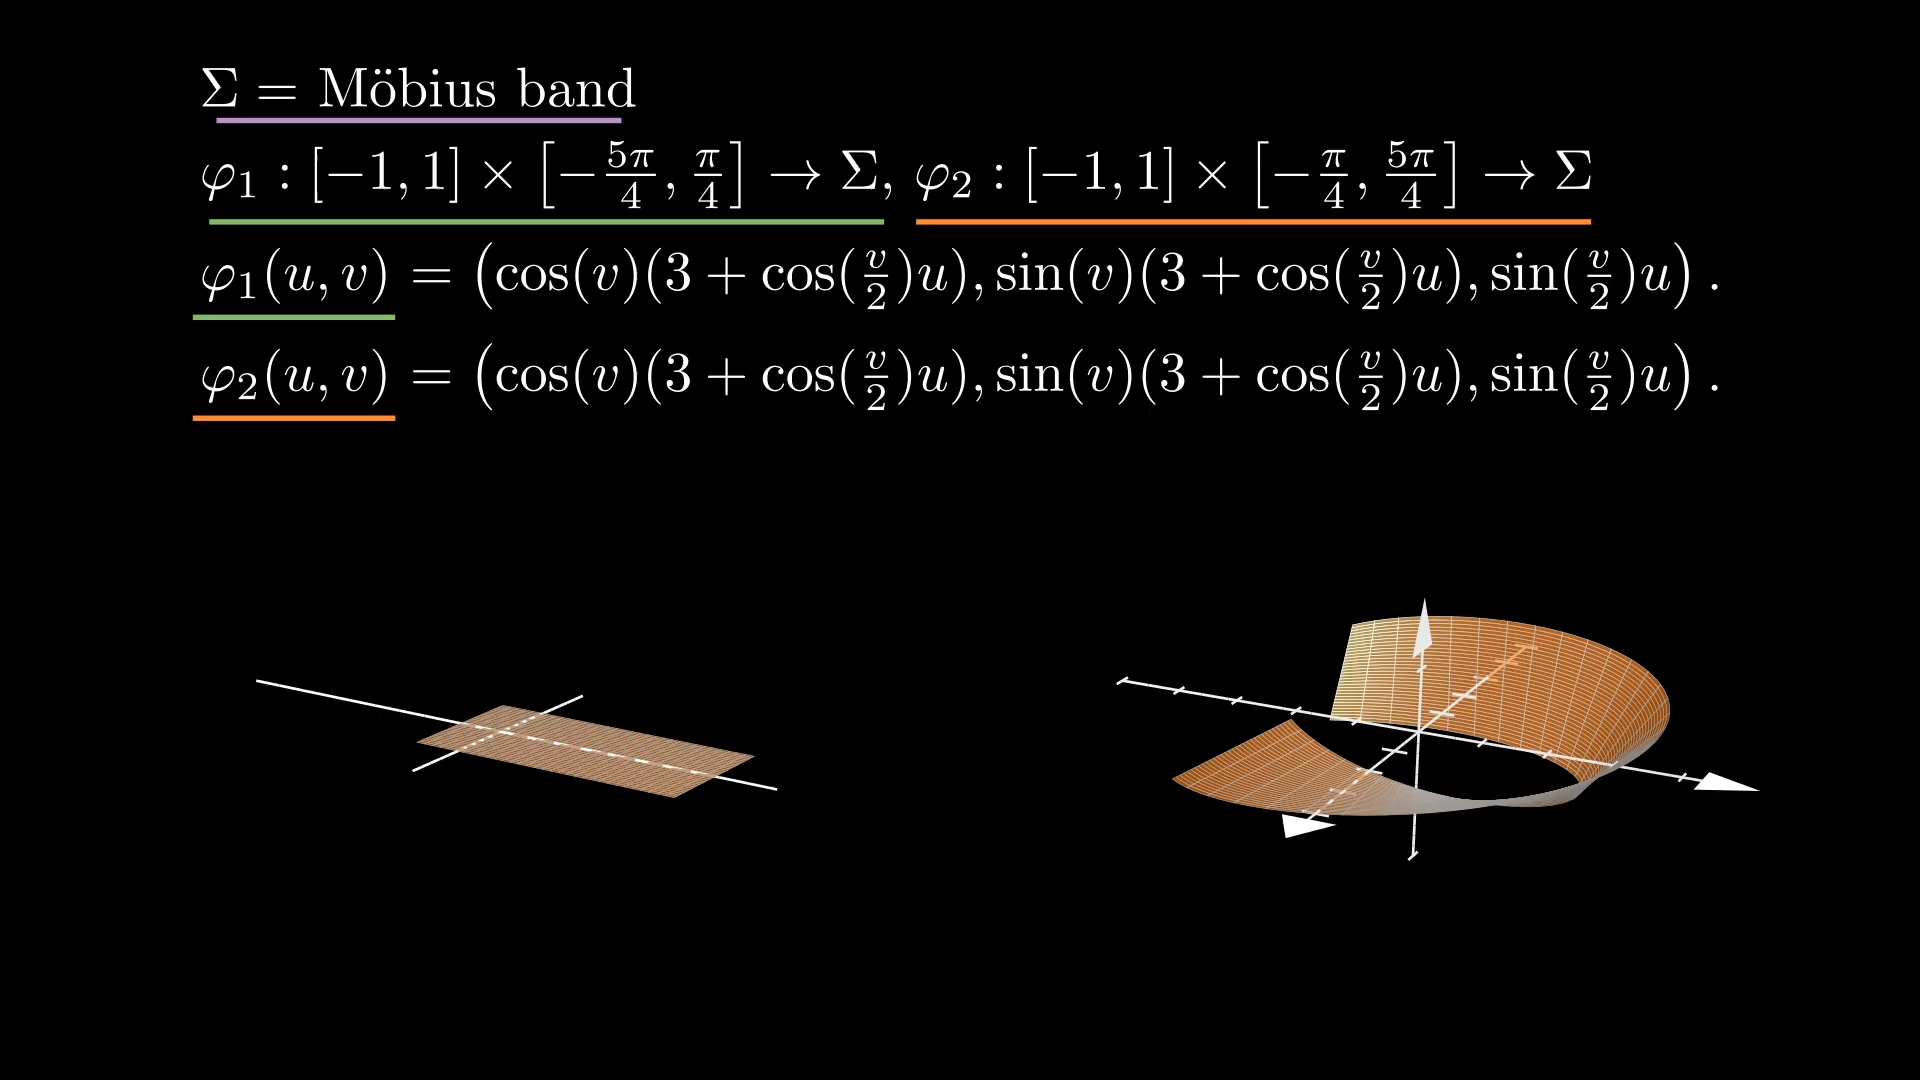 Σ = Möbius band
φ₁ : [−1, 1] × [−5π/4, π/4] → Σ, φ₂ : [−1, 1] × [−π/4, 5π/4] → Σ
φ₁(u, v) = (cos(v)(3 + cos(v/2)u), sin(v)(3 + cos(v/2)u), sin(v/2)u) .
φ₂(u, v) = (cos(v)(3 + cos(v/2)u), sin(v)(3 + cos(v/2)u), sin(v/2)u) .